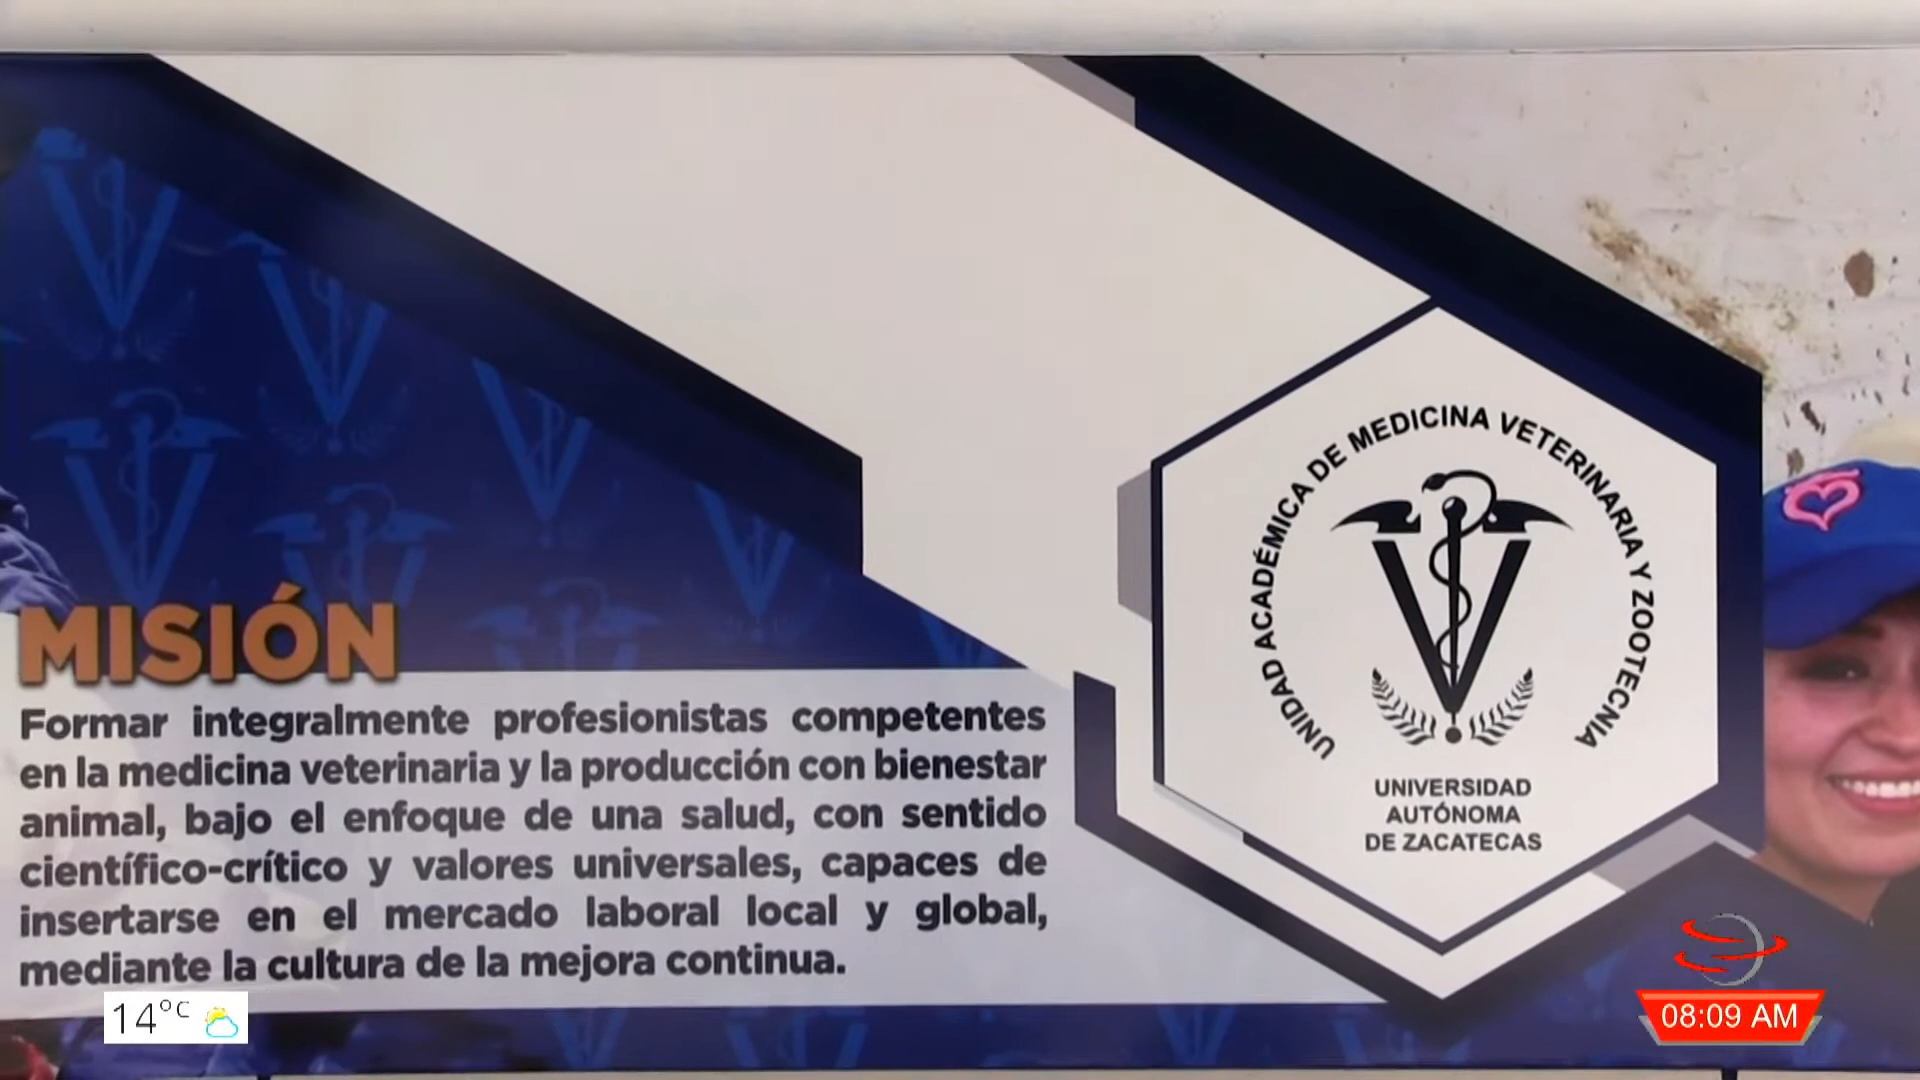 UNIDAD ACADÉMICA DE MEDICINA VETERINARIA Y ZOOTECNIA
UNIVERSIDAD
AUTÓNOMA
DE ZACATECAS
MISIÓN
Formar integralmente profesionistas competentes
en la medicina veterinaria y la producción con bienestar
animal, bajo el enfoque de una salud, con sentido
científico-crítico y valores universales, capaces de
insertarse en el mercado laboral local y global,
mediante la cultura de la mejora continua.
14°C
08:09 AM